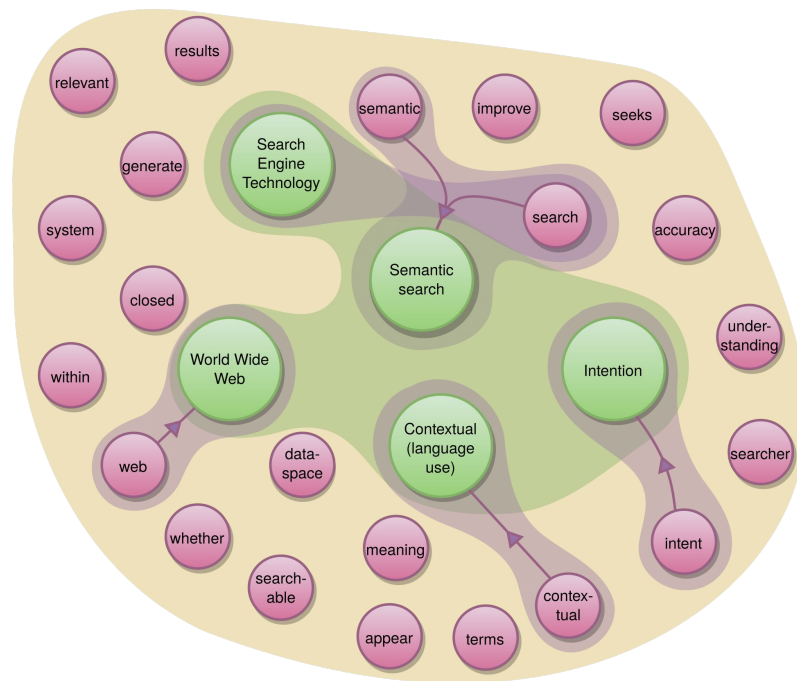 results
relevant
semantic
improve
seeks
Search
Engine
Technology
generate
search
system
accuracy
Semantic
search
closed
under-
standing
World Wide
Web
Intention
within
Contextual
(language
use)
searcher
web
data-
space
whether
meaning
intent
search-
able
contex-
tual
appear
terms